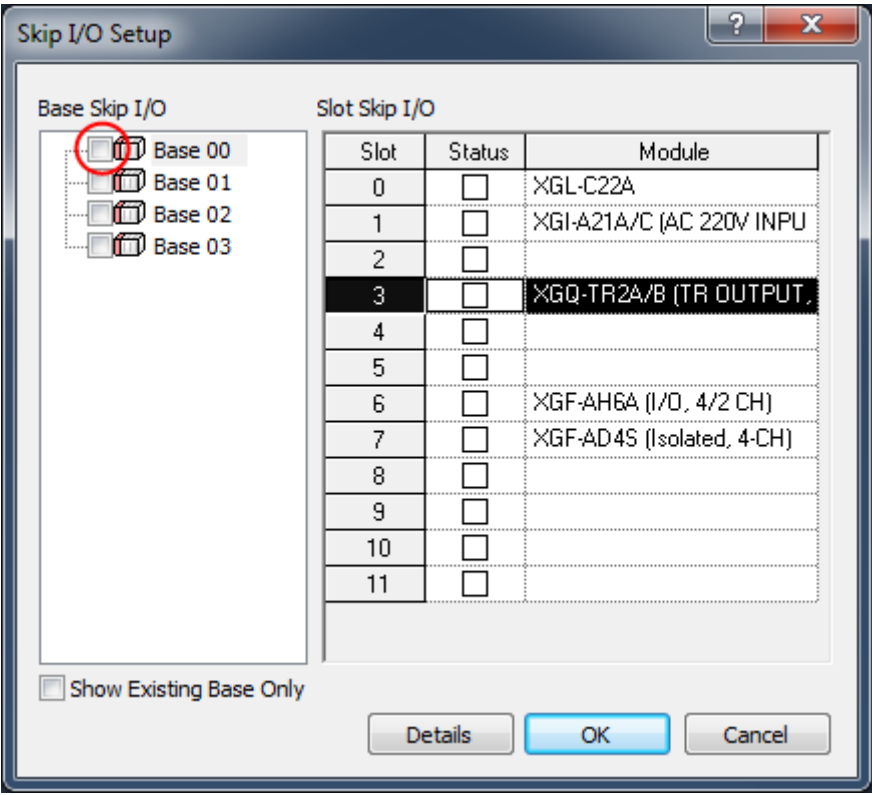 Skip I/O Setup
?
Base Skip I/O
Slot Skip I/O
Base 00
Base 01
Base 02
Base 03
Slot Status Module
0 XGL-C22A
1 XGI-A21A/C (AC 220V INPU
2
3 XGQ-TR2A/B (TR OUTPUT,
4
5
6 XGF-AH6A (I/O, 4/2 CH)
7 XGF-AD4S (Isolated, 4-CH)
8
9
10
11
Show Existing Base Only
Details OK Cancel